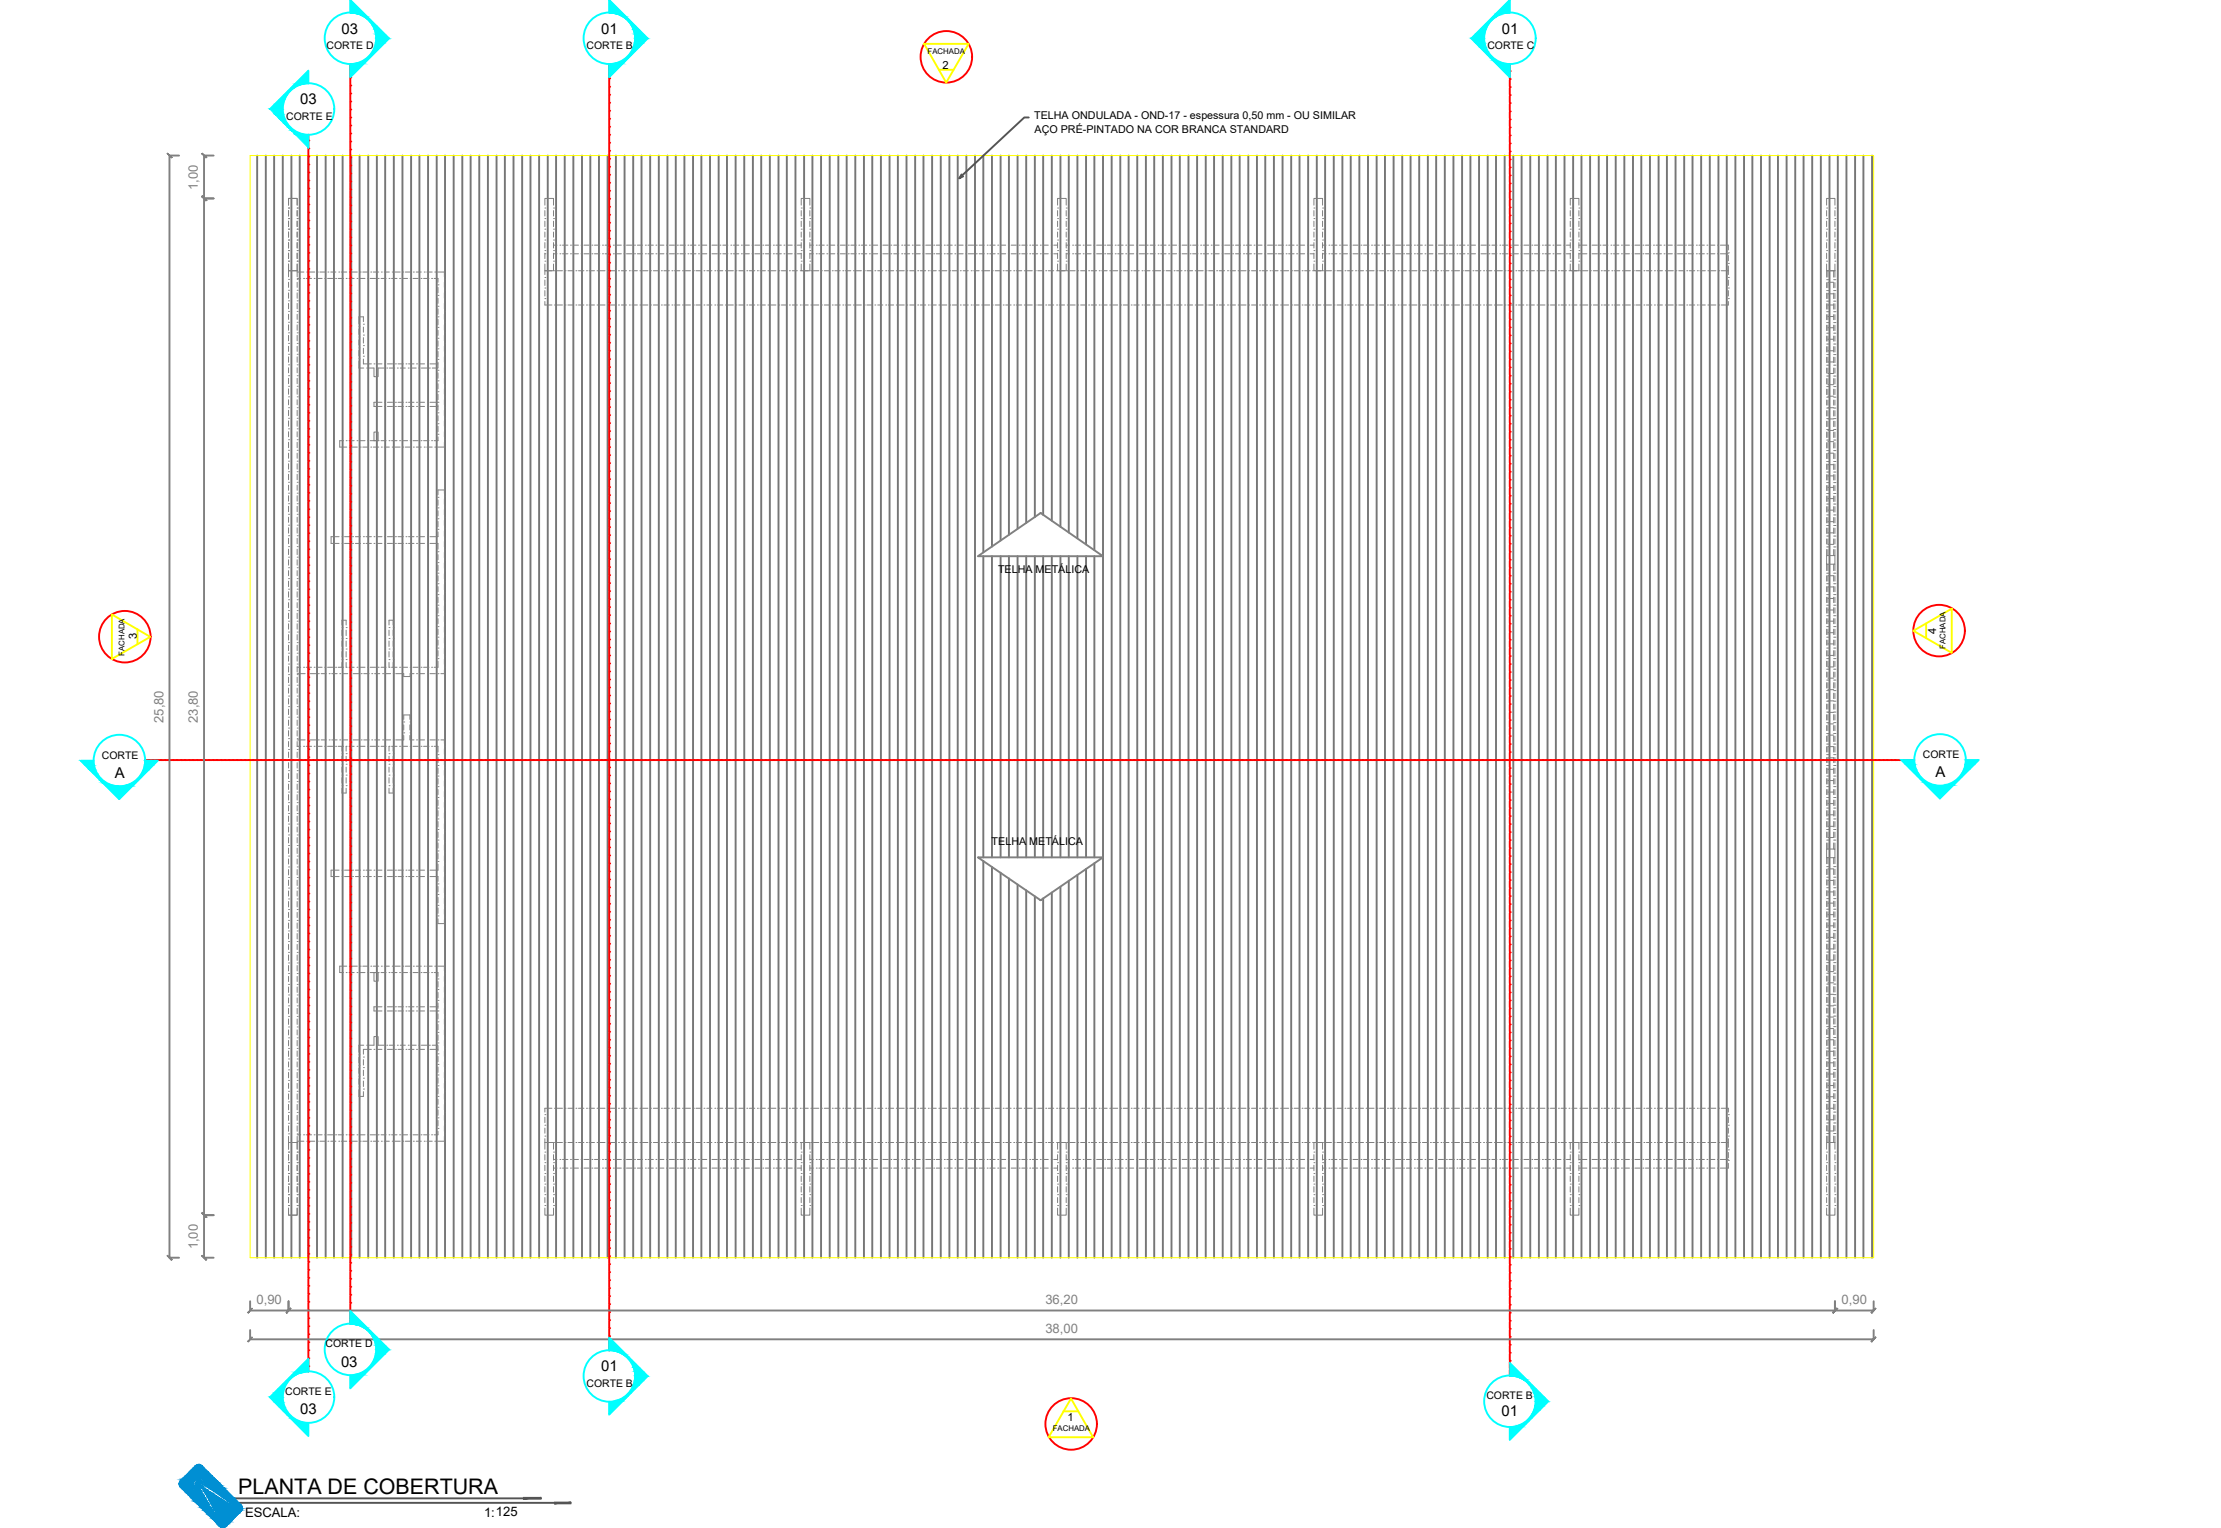 03
CORTE D
01
CORTE B
01
CORTE C
FACHADA
2
03
CORTE E
TELHA ONDULADA - OND-17 - espessura 0,50 mm - OU SIMILAR
AÇO PRÉ-PINTADO NA COR BRANCA STANDARD
1,00
TELHA METÁLICA
FACHADA
3
4
FACHADA
25,80
23,80
CORTE
A
CORTE
A
TELHA METÁLICA
1,00
0,90
36,20
0,90
38,00
CORTE D
03
01
CORTE B
CORTE E
03
CORTE B
01
1
FACHADA
PLANTA DE COBERTURA
ESCALA:
1:125